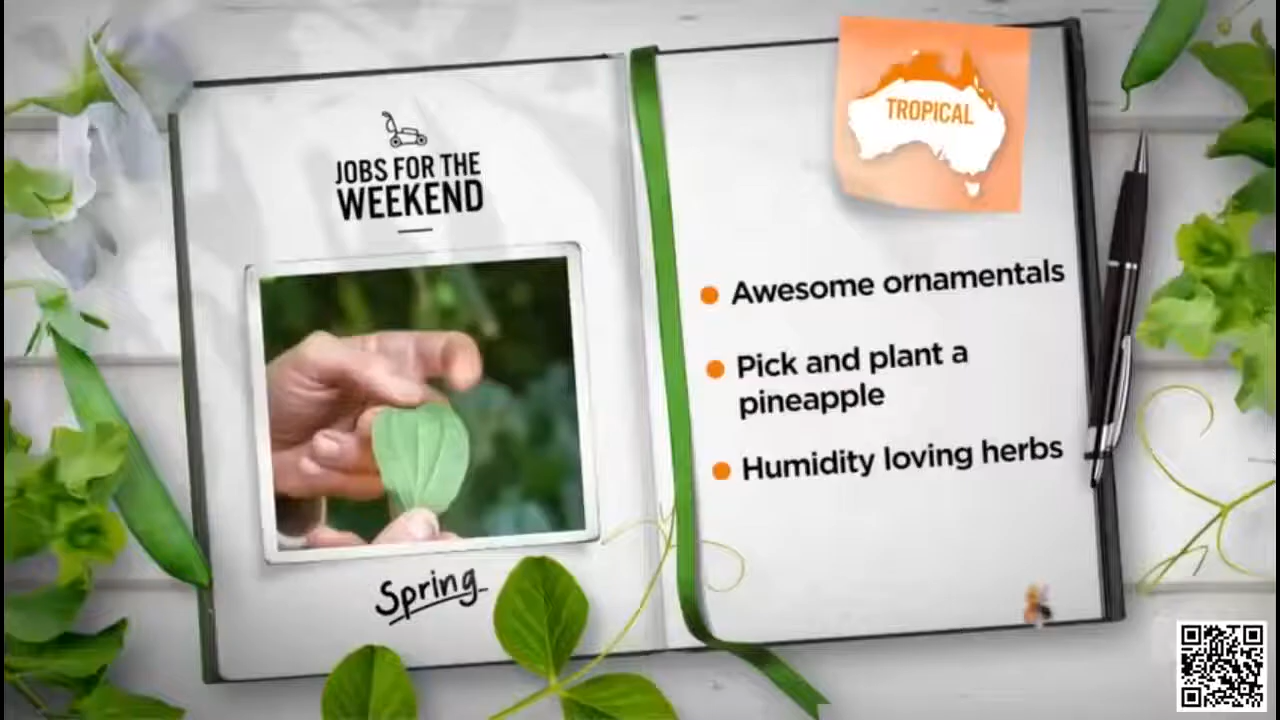 JOBS FOR THE
WEEKEND
Spring
TROPICAL
Awesome ornamentals
Pick and plant a
pineapple
Humidity loving herbs